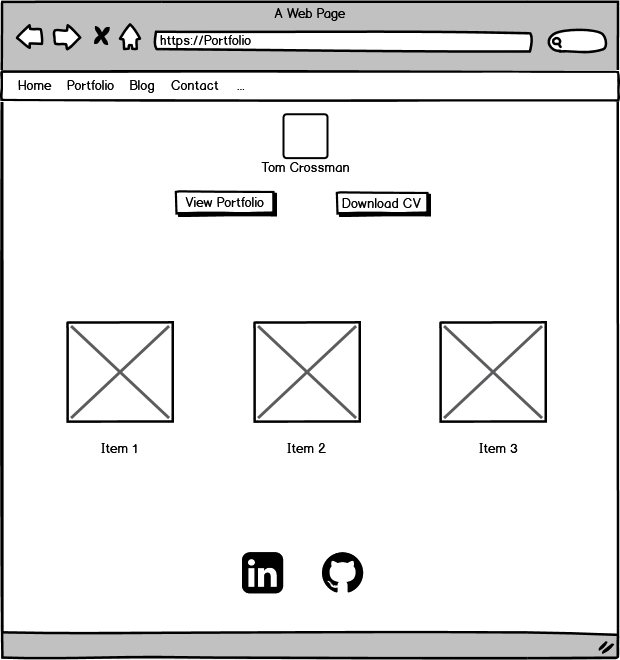 A Web Page
https://Portfolio
Home Portfolio Blog Contact ...
Tom Crossman
View Portfolio Download CV
Item 1 Item 2 Item 3
in